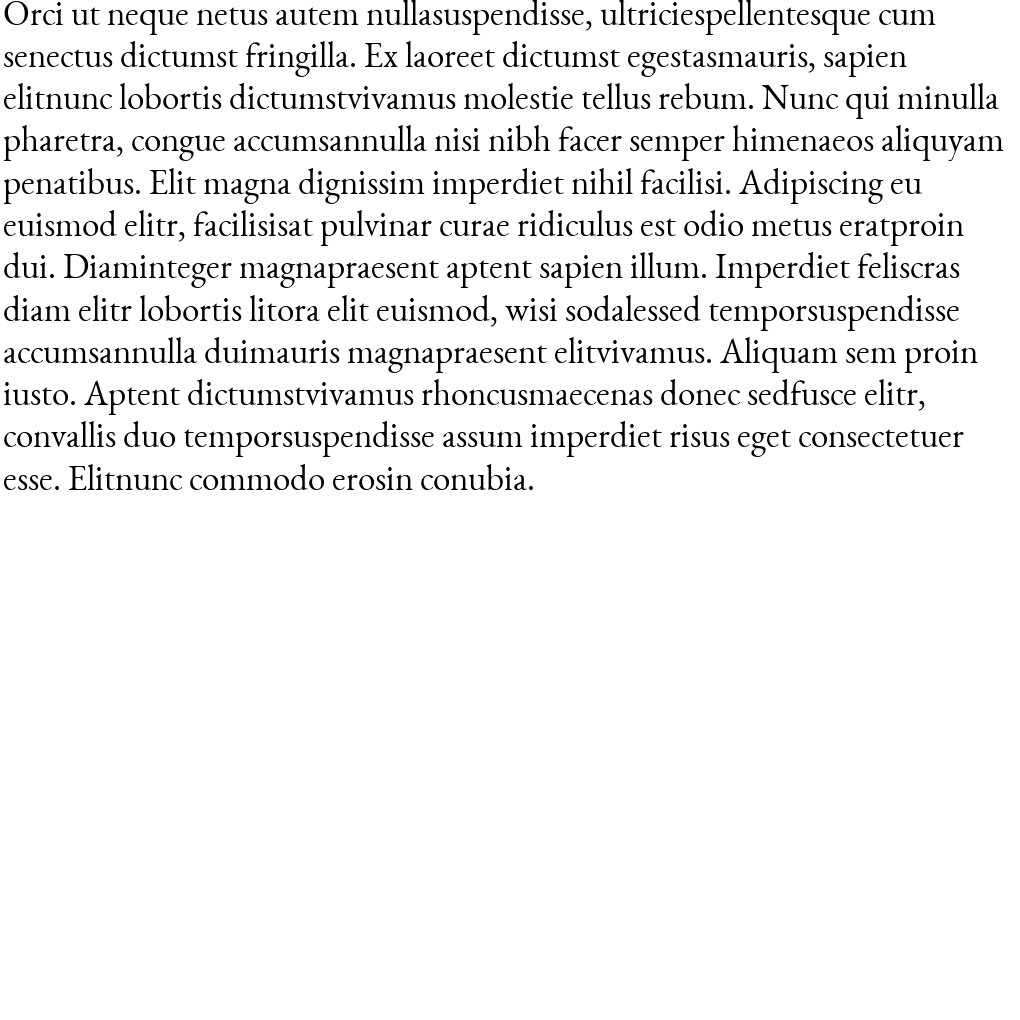 Orci ut neque netus autem nullasuspendisse, ultriciespellentesque cum
senectus dictumst fringilla. Ex laoreet dictumst egestasmauris, sapien
elitnunc lobortis dictumstvivamus molestie tellus rebum. Nunc qui minulla
pharetra, congue accumsannulla nisi nibh facer semper himenaeos aliquyam
penatibus. Elit magna dignissim imperdiet nihil facilisi. Adipiscing eu
euismod elitr, facilisisat pulvinar curae ridiculus est odio metus eratproin
dui. Diaminteger magnapraesent aptent sapien illum. Imperdiet feliscras
diam elitr lobortis litora elit euismod, wisi sodalessed temporsuspendisse
accumsannulla duimauris magnapraesent elitvivamus. Aliquam sem proin
iusto. Aptent dictumstvivamus rhoncusmaecenas donec sedfusce elitr,
convallis duo temporsuspendisse assum imperdiet risus eget consectetuer
esse. Elitnunc commodo erosin conubia.